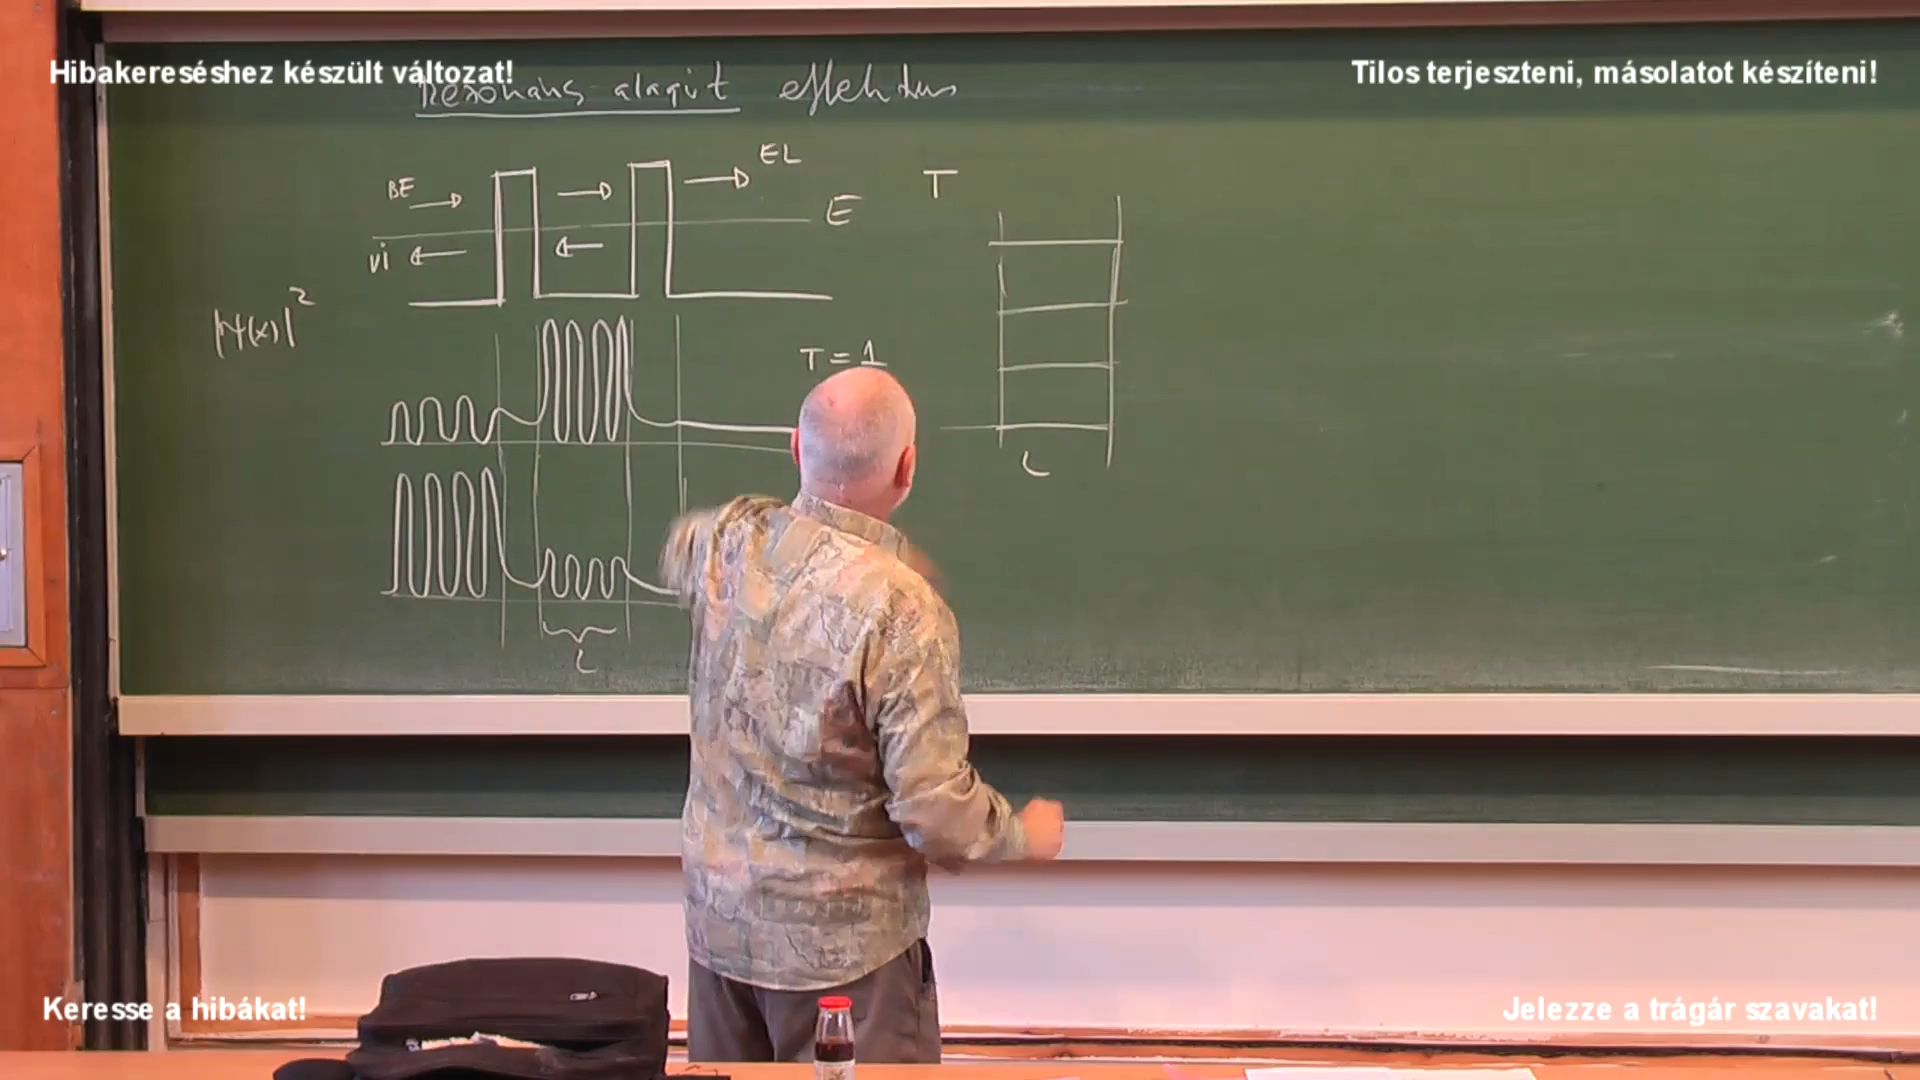 Hibakereséshez készült változat!
Tilos terjeszteni, másolatot készíteni!
Rezonáns alagút effektus
BE
EL
E
T
vi
|Ψ(x)|²
T = 1
L
L
Keresse a hibákat!
Jelezze a trágár szavakat!